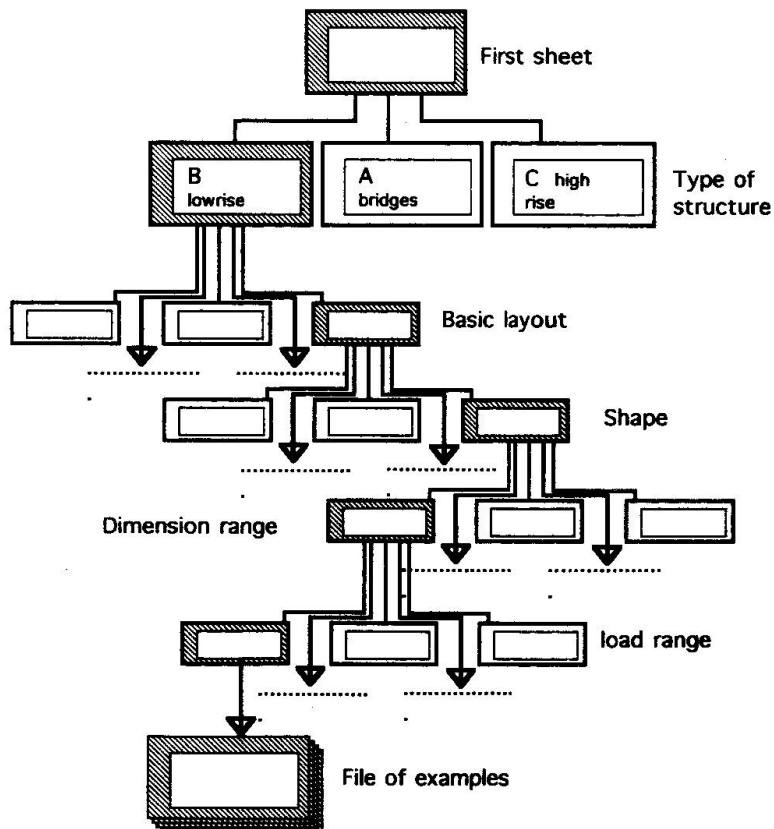 First sheet
B
lowrise
A
bridges
C high
rise
Type of
structure
Basic layout
Shape
Dimension range
load range
File of examples